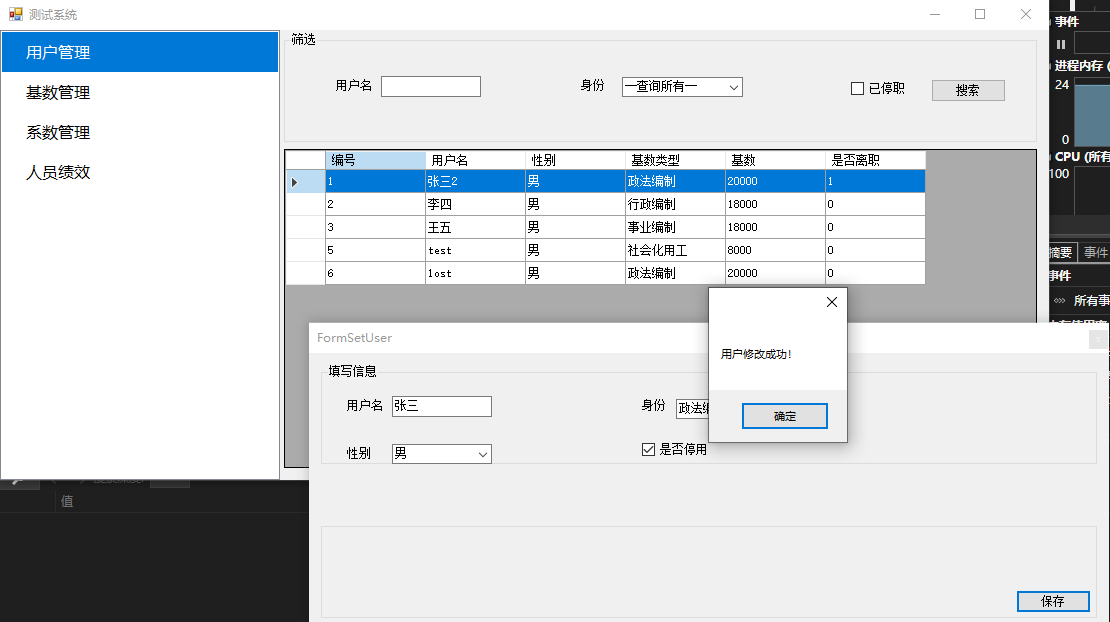 测试系统
用户管理
基数管理
系数管理
人员绩效
筛选
用户名
身份 一查询所有一
已停职
搜索
编号 用户名 性别 基数类型 基数 是否离职
1 张三2 男 政法编制 20000 1
2 李四 男 行政编制 18000 0
3 王五 男 事业编制 18000 0
5 test 男 社会化用工 8000 0
6 lost 男 政法编制 20000 0
FormSetUser
填写信息
用户名 张三
身份 政法
性别 男
是否停用
保存
用户修改成功!
确定
事件
进程内存 (
24
0
CPU (所有
100
摘要 事件
事件
所有事
值